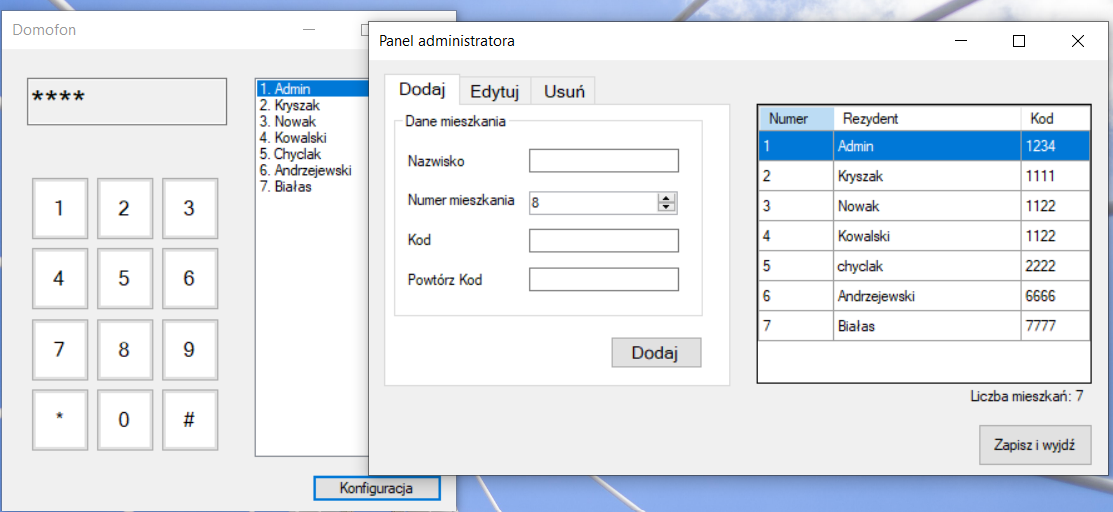 Domofon
****
1 2 3
4 5 6
7 8 9
* 0 #
1. Admin
2. Kryszak
3. Nowak
4. Kowalski
5. Chyclak
6. Andrzejewski
7. Białas
Konfiguracja
Panel administratora
Dodaj Edytuj Usuń
Dane mieszkania
Nazwisko
Numer mieszkania 8
Kod
Powtórz Kod
Dodaj
Numer Rezydent Kod
1 Admin 1234
2 Kryszak 1111
3 Nowak 1122
4 Kowalski 1122
5 chyclak 2222
6 Andrzejewski 6666
7 Białas 7777
Liczba mieszkań: 7
Zapisz i wyjdź